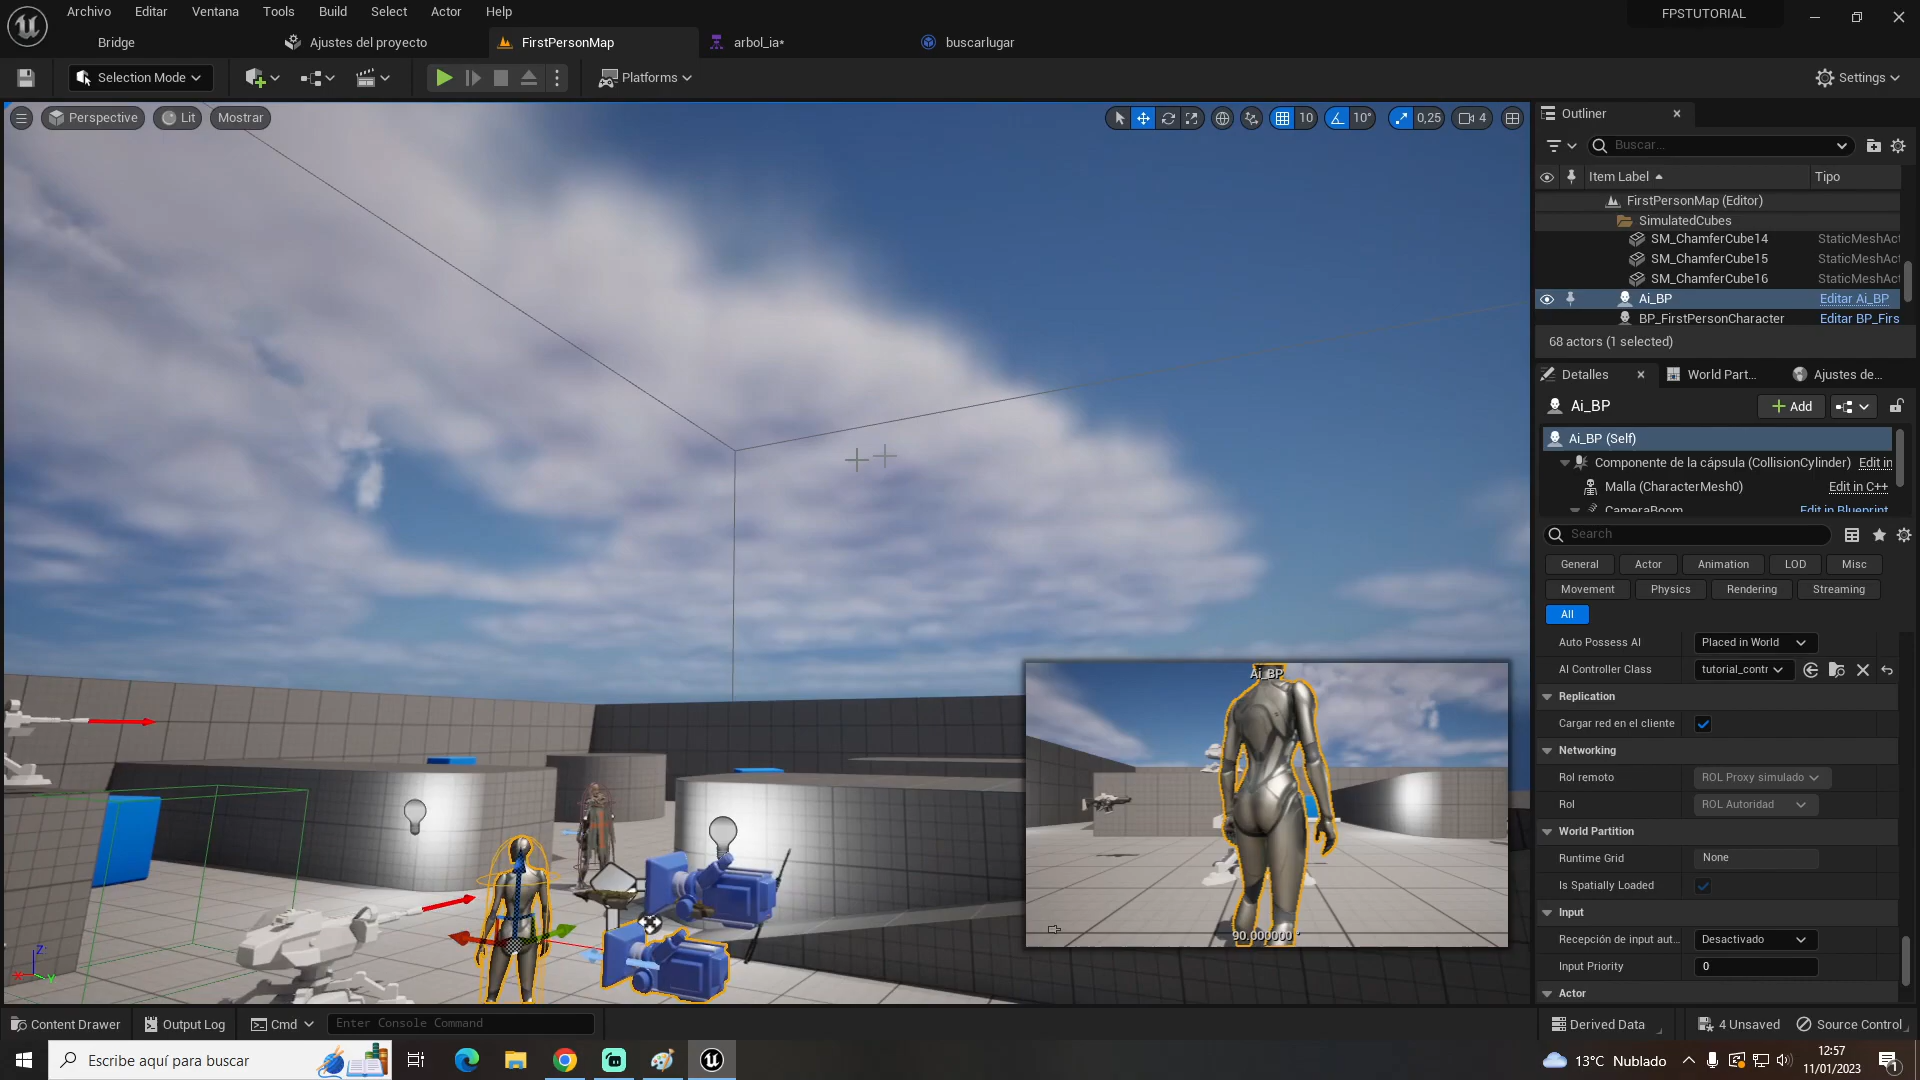 Archivo Editar Ventana Tools Build Select Actor Help
FPSTUTORIAL
Bridge Ajustes del proyecto FirstPersonMap arbol_ia* buscarlugar
Selection Mode Platforms Settings
Perspective Lit Mostrar 10 10° 0,25 4
Outliner
Buscar...
Item Label Tipo
FirstPersonMap (Editor)
SimulatedCubes
SM_ChamferCube14 StaticMeshAct
SM_ChamferCube15 StaticMeshAct
SM_ChamferCube16 StaticMeshAct
Ai_BP Editar Ai_BP
BP_FirstPersonCharacter Editar BP_Firs
68 actors (1 selected)
Detalles World Part... Ajustes de...
Ai_BP Add
Ai_BP (Self)
Componente de la cápsula (CollisionCylinder) Edit in
Malla (CharacterMesh0) Edit in C++
CameraBoom Edit in Blueprint
Search
General Actor Animation LOD Misc
Movement Physics Rendering Streaming
All
Auto Possess AI Placed in World
AI Controller Class tutorial_contr
Replication
Cargar red en el cliente
Networking
Rol remoto ROL Proxy simulado
Rol ROL Autoridad
World Partition
Runtime Grid None
Is Spatially Loaded
Input
Recepción de input aut... Desactivado
Input Priority 0
Actor
Ai_BP
90.000000 °
Z
X Y
Content Drawer Output Log Cmd Enter Console Command Derived Data 4 Unsaved Source Control
Escribe aquí para buscar 13°C Nublado 12:57
11/01/2023
1